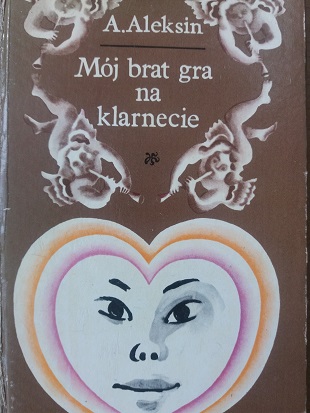 A.Aleksin
Mój brat gra
na
klarnecie